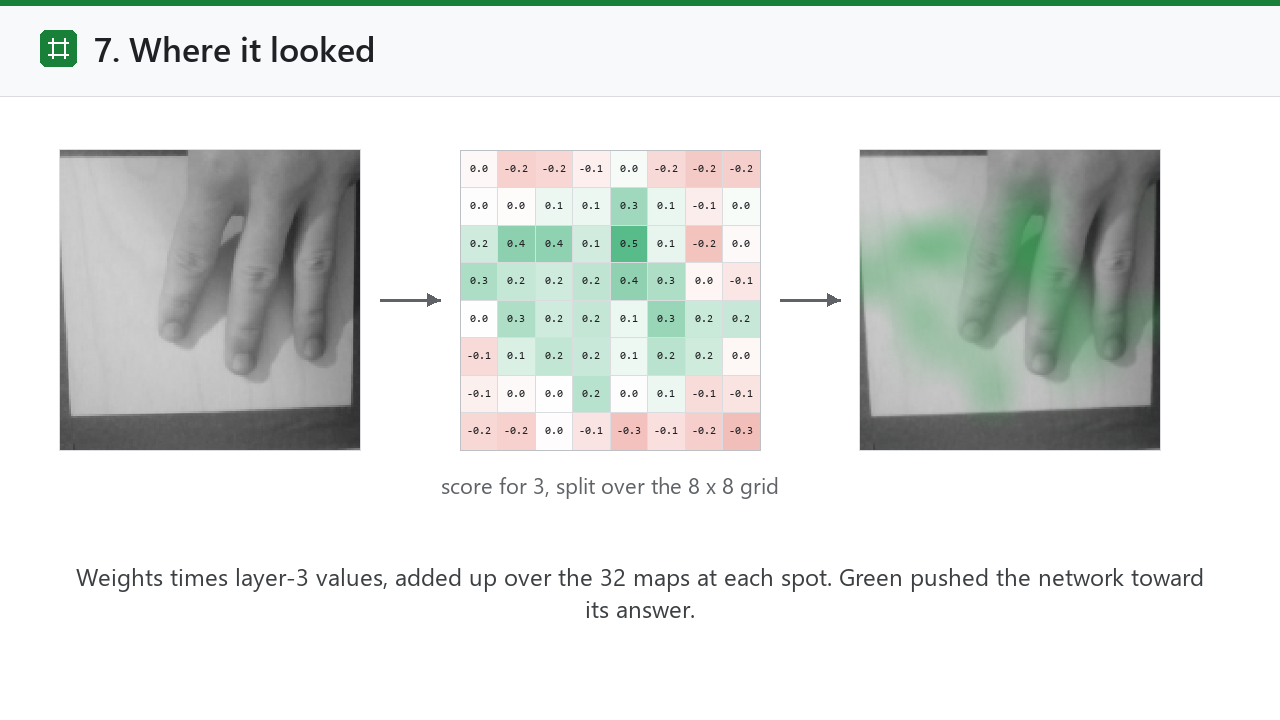 7. Where it looked
0.0 -0.2 -0.2 -0.1 0.0 -0.2 -0.2 -0.2
0.0 0.0 0.1 0.1 0.3 0.1 -0.1 0.0
0.2 0.4 0.4 0.1 0.5 0.1 -0.2 0.0
0.3 0.2 0.2 0.2 0.4 0.3 0.0 -0.1
0.0 0.3 0.2 0.2 0.1 0.3 0.2 0.2
-0.1 0.1 0.2 0.2 0.1 0.2 0.2 0.0
-0.1 0.0 0.0 0.2 0.0 0.1 -0.1 -0.1
-0.2 -0.2 0.0 -0.1 -0.3 -0.1 -0.2 -0.3
score for 3, split over the 8 x 8 grid
Weights times layer-3 values, added up over the 32 maps at each spot. Green pushed the network toward
its answer.